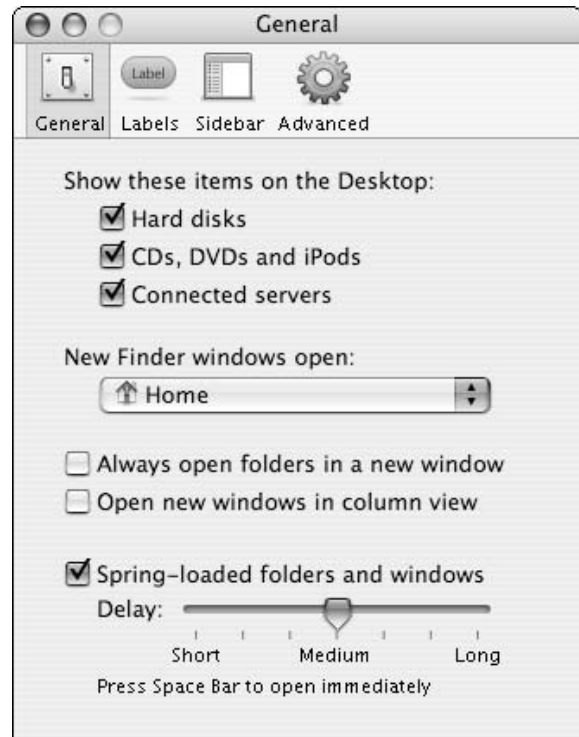 General
Label
General Labels Sidebar Advanced
Show these items on the Desktop:
Hard disks
CDs, DVDs and iPods
Connected servers
New Finder windows open:
Home
Always open folders in a new window
Open new windows in column view
Spring-loaded folders and windows
Delay:
Short Medium Long
Press Space Bar to open immediately